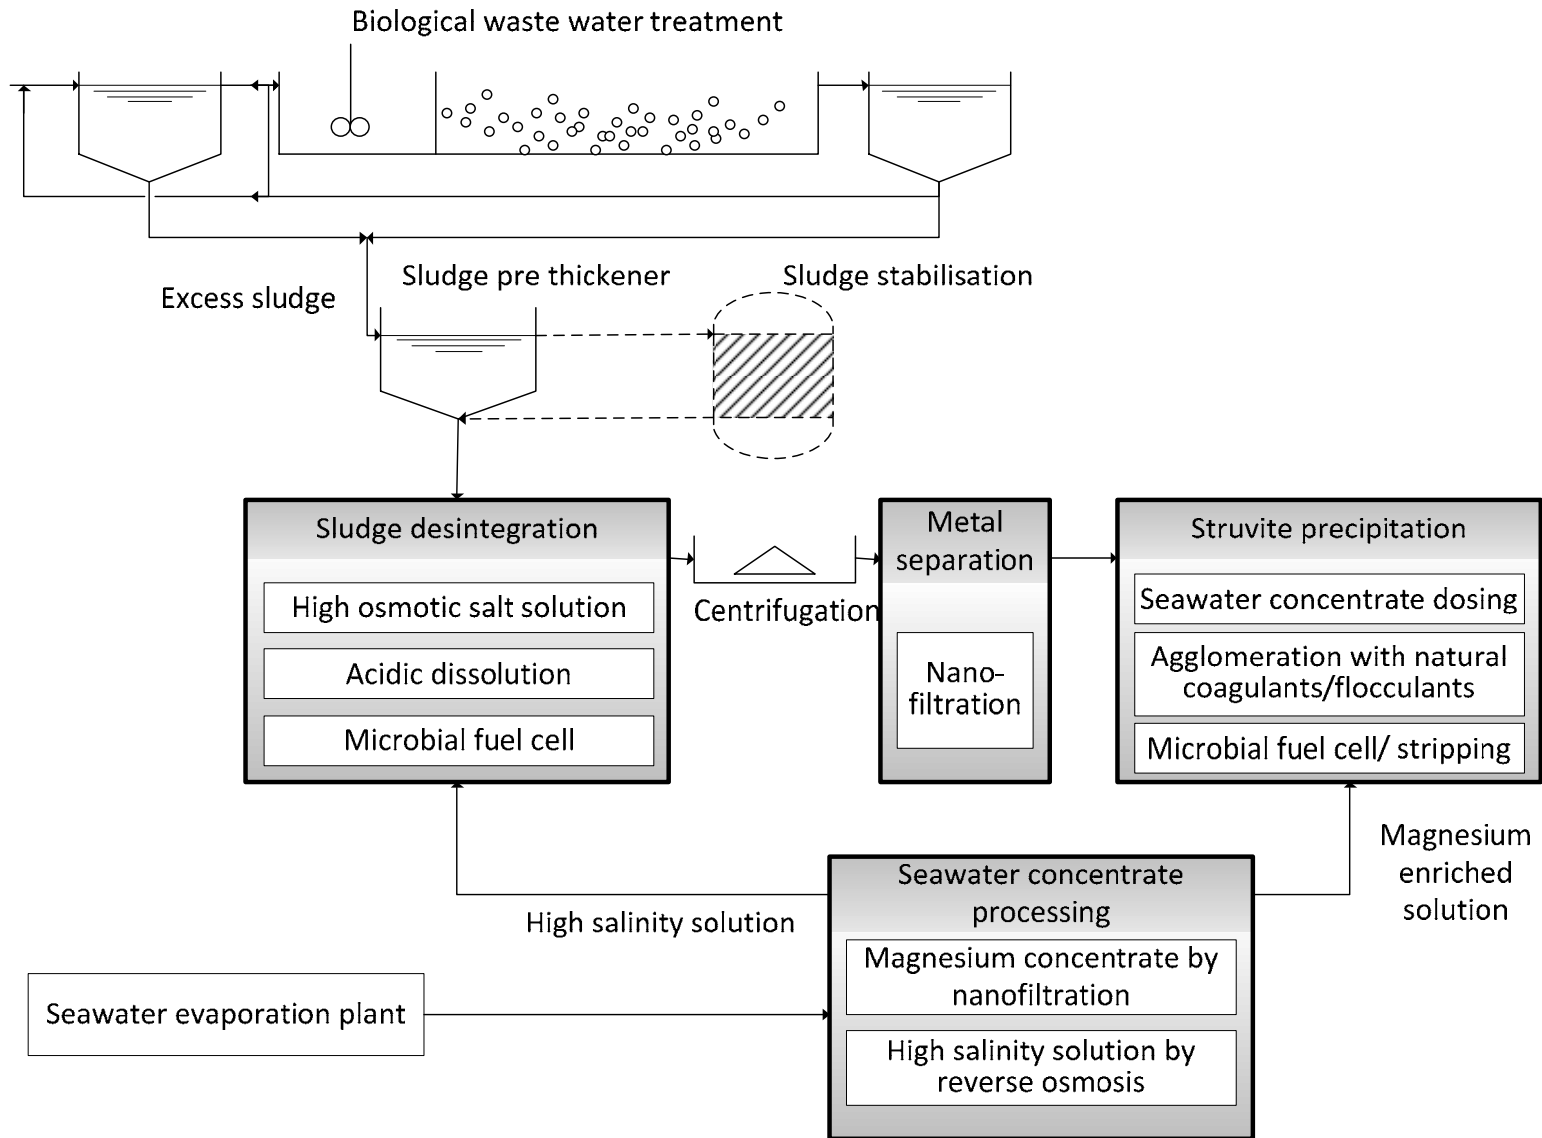 Biological waste water treatment
Excess sludge
Sludge pre thickener
Sludge stabilisation
Sludge desintegration
High osmotic salt solution
Acidic dissolution
Microbial fuel cell
Centrifugation
Metal
separation
Nano-
filtration
Struvite precipitation
Seawater concentrate dosing
Agglomeration with natural
coagulants/flocculants
Microbial fuel cell/ stripping
High salinity solution
Magnesium
enriched
solution
Seawater concentrate
processing
Magnesium concentrate by
nanofiltration
High salinity solution by
reverse osmosis
Seawater evaporation plant